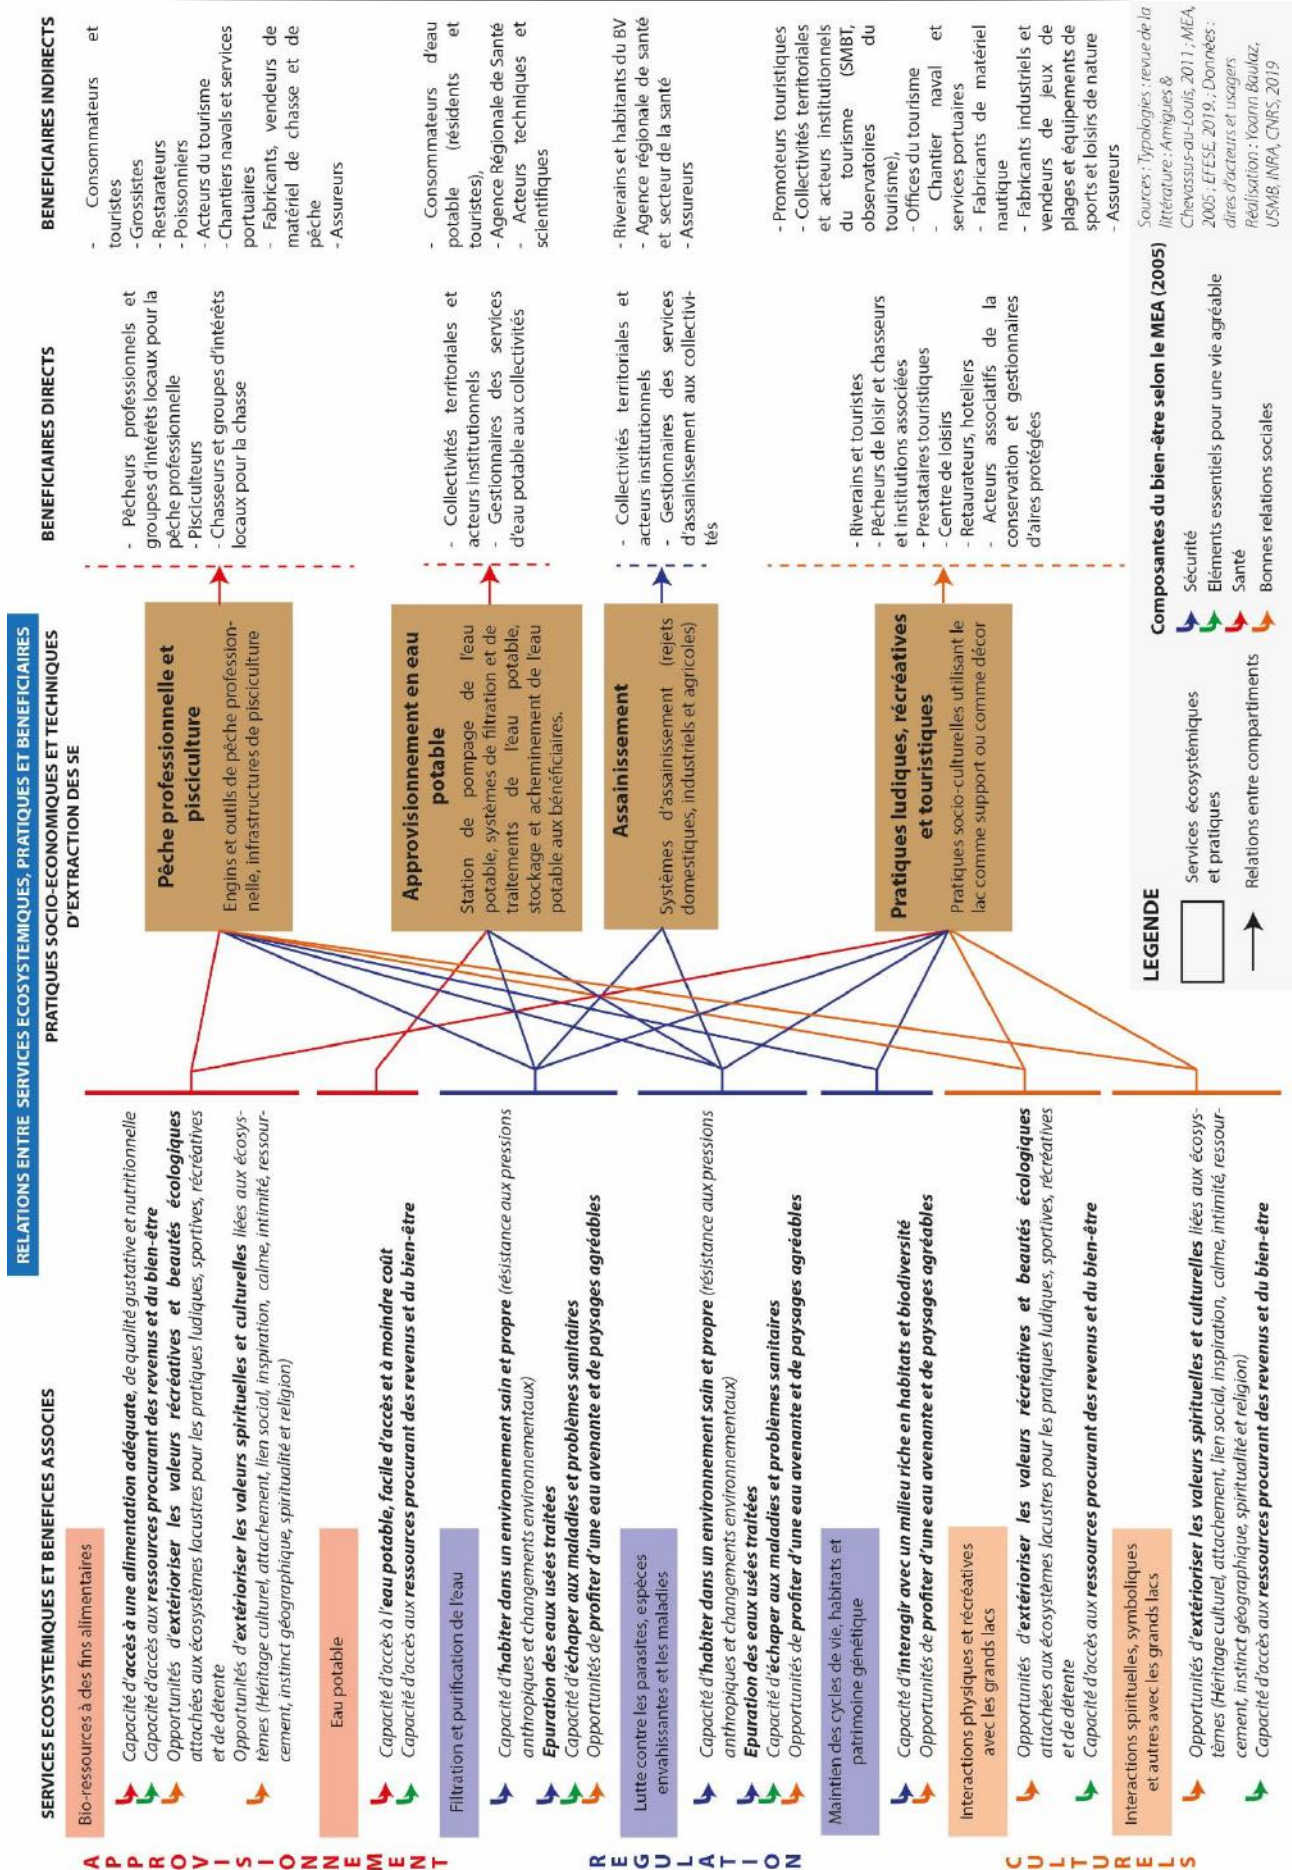 RELATIONS ENTRE SERVICES ECOSYSTEMIQUES, PRATIQUES ET BENEFICIAIRES
SERVICES ECOSYSTEMIQUES ET BENEFICES ASSOCIES
PRATIQUES SOCIO-ECONOMIQUES ET TECHNIQUES
D'EXTRACTION DES SE
BENEFICIAIRES DIRECTS
BENEFICIAIRES INDIRECTS
APPROVISIONNEMENT
Bio-ressources à des fins alimentaires
Capacité d'accès à une alimentation adéquate, de qualité gustative et nutritionnelle
Capacité d'accès aux ressources procurant des revenus et du bien-être
Opportunités d'extérioriser les valeurs récréatives et beautés écologiques
attachées aux écosystèmes lacustres pour les pratiques ludiques, sportives, récréatives
et de détente
Opportunités d'extérioriser les valeurs spirituelles et culturelles liées aux écosys-
tèmes (Héritage culturel, attachement, lien social, inspiration, calme, intimité, ressour-
cement, instinct géographique, spiritualité et religion)
Eau potable
Capacité d'accès à l'eau potable, facile d'accès et à moindre coût
Capacité d'accès aux ressources procurant des revenus et du bien-être
REGULATION
Filtration et purification de l'eau
Capacité d'habiter dans un environnement sain et propre (résistance aux pressions
anthropiques et changements environnementaux)
Epuration des eaux usées traitées
Capacité d'échaper aux maladies et problèmes sanitaires
Opportunités de profiter d'une eau avenante et de paysages agréables
Lutte contre les parasites, espèces
envahissantes et les maladies
Capacité d'habiter dans un environnement sain et propre (résistance aux pressions
anthropiques et changements environnementaux)
Epuration des eaux usées traitées
Capacité d'échaper aux maladies et problèmes sanitaires
Opportunités de profiter d'une eau avenante et de paysages agréables
Maintien des cycles de vie, habitats et
patrimoine génétique
Capacité d'interagir avec un milieu riche en habitats et biodiversité
Opportunités de profiter d'une eau avenante et de paysages agréables
CULTURELS
Interactions physiques et récréatives
avec les grands lacs
Opportunités d'extérioriser les valeurs récréatives et beautés écologiques
attachées aux écosystèmes lacustres pour les pratiques ludiques, sportives, récréatives
et de détente
Capacité d'accès aux ressources procurant des revenus et du bien-être
Interactions spirituelles, symboliques
et autres avec les grands lacs
Opportunités d'extérioriser les valeurs spirituelles et culturelles liées aux écosys-
tèmes (Héritage culturel, attachement, lien social, inspiration, calme, intimité, ressour-
cement, instinct géographique, spiritualité et religion)
Capacité d'accès aux ressources procurant des revenus et du bien-être
Pêche professionnelle et
pisciculture
Engins et outils de pêche profession-
nelle, infrastructures de pisciculture
Approvisionnement en eau
potable
Station de pompage de l'eau
potable, systèmes de filtration et de
traitements de l'eau potable,
stockage et acheminement de l'eau
potable aux bénéficiaires.
Assainissement
Systèmes d'assainissement (rejets
domestiques, industriels et agricoles)
Pratiques ludiques, récréatives
et touristiques
Pratiques socio-culturelles utilisant le
lac comme support ou comme décor
- Pêcheurs professionnels et
groupes d'intérêts locaux pour la
pêche professionnelle
- Pisciculteurs
- Chasseurs et groupes d'intérêts
locaux pour la chasse
- Collectivités territoriales et
acteurs institutionnels
- Gestionnaires des services
d'eau potable aux collectivités
- Collectivités territoriales et
acteurs institutionnels
- Gestionnaires des services
d'assainissement aux collectivi-
tés
- Riverains et touristes
- Pêcheurs de loisir et chasseurs
et institutions associées
- Prestataires touristiques
- Centre de loisirs
- Retaurateurs, hoteliers
- Acteurs associatifs de la
conservation et gestionnaires
d'aires protégées
- Consommateurs et
touristes
- Grossistes
- Restarateurs
- Poissonniers
- Acteurs du tourisme
- Chantiers navals et services
portuaires
- Fabricants, vendeurs de
matériel de chasse et de
pêche
- Assureurs
- Consommateurs d'eau
potable (résidents et
touristes),
- Agence Régionale de Santé
- Acteurs techniques et
scientifiques
- Riverains et habitants du BV
- Agence régionale de santé
et secteur de la santé
- Assureurs
- Promoteurs touristiques
- Collectivités territoriales
et acteurs institutionnels
du tourisme (SMBT,
observatoires du
tourisme),
- Offices du tourisme
- Chantier naval et
services portuaires
- Fabricants de matériel
nautique
- Fabricants industriels et
vendeurs de jeux de
plages et équipements de
sports et loisirs de nature
- Assureurs
LEGENDE
Services écosystémiques
et pratiques
Relations entre compartiments
Composantes du bien-être selon le MEA (2005)
Sécurité
Eléments essentiels pour une vie agréable
Santé
Bonnes relations sociales
Sources : Typologies : revue de la
littérature : Amigues &
Chevassus-au-Louis, 2011 ; MEA,
2005 ; EFESE, 2019. ; Données :
dires d'acteurs et usagers
Réalisation : Yoann Baulaz,
USMB, INRA, CNRS, 2019